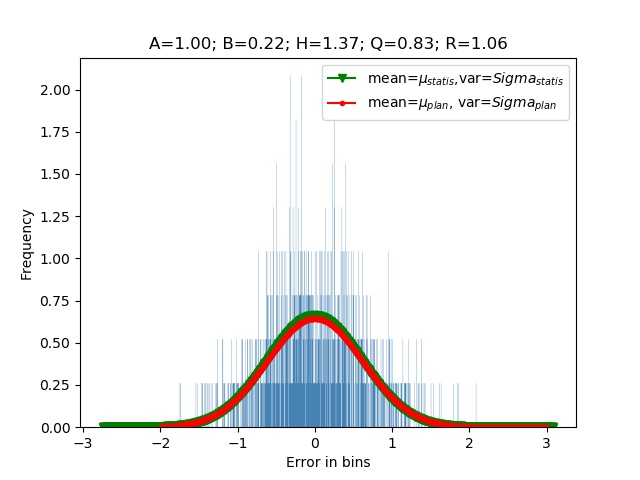 A=1.00; B=0.22; H=1.37; Q=0.83; R=1.06
mean=μstatis,var=Sigmastatis
mean=μplan, var=Sigmaplan
Frequency
2.00
1.75
1.50
1.25
1.00
0.75
0.50
0.25
0.00
−3 −2 −1 0 1 2 3
Error in bins